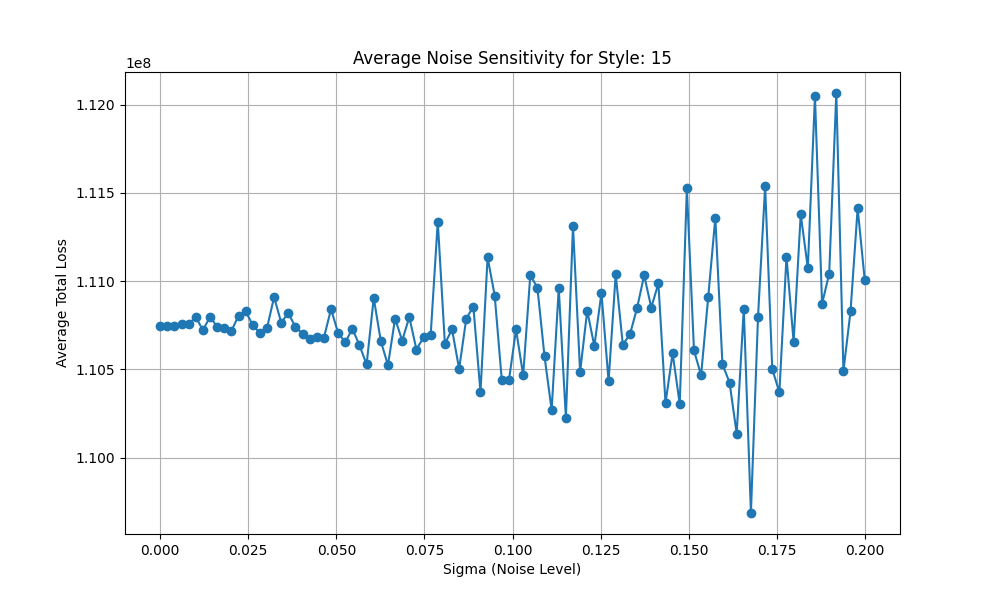 Average Noise Sensitivity for Style: 15
1e8
1.120
1.115
1.110
1.105
1.100
Average Total Loss
0.000 0.025 0.050 0.075 0.100 0.125 0.150 0.175 0.200
Sigma (Noise Level)